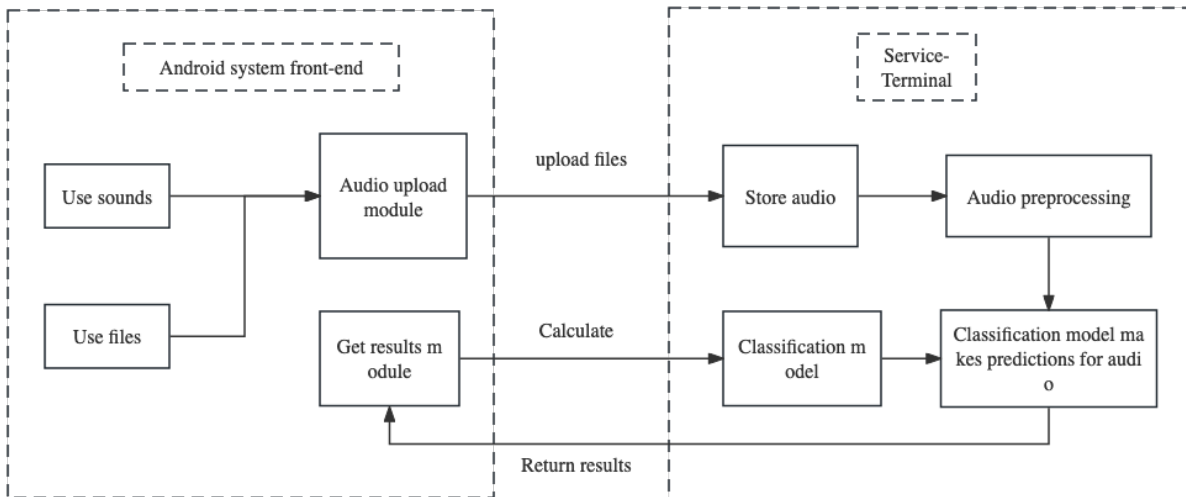 Android system front-end
Service-
Terminal
Use sounds
Audio upload
module
upload files
Store audio
Audio preprocessing
Use files
Get results m
odule
Calculate
Classification m
odel
Classification model ma
kes predictions for audi
o
Return results